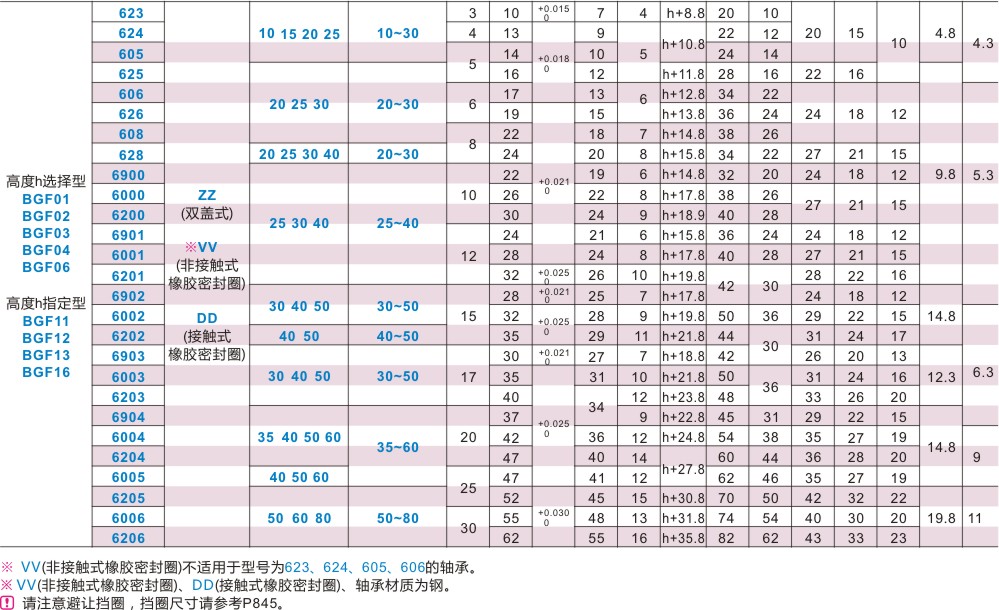 623 3 10 +0.015 0 7 4 h+8.8 20 10
624 10 15 20 25 10~30 4 13 9 22 12 20 15 4.8
605 5 14 +0.018 0 10 5 h+10.8 24 14 10 4.3
625 16 12 h+11.8 28 16 22 16
606 20 25 30 20~30 6 17 13 6 h+12.8 34 22
626 19 15 h+13.8 36 24 24 18 12
608 8 22 18 7 h+14.8 38 26
628 20 25 30 40 20~30 24 20 8 h+15.8 34 22 27 21 15
6900 22 +0.021 0 19 6 h+14.8 32 20 24 18 12 9.8 5.3
6000 10 26 22 8 h+17.8 38 26 27 21 15
6200 25 30 40 25~40 30 24 9 h+18.9 40 28
6901 24 21 6 h+15.8 36 24 24 18 12
6001 12 28 24 8 h+17.8 40 28 27 21 15
6201 32 +0.025 0 26 10 h+19.8 42 30 28 22 16
6902 30 40 50 30~50 28 +0.021 0 25 7 h+17.8 24 18 12
6002 15 32 +0.025 0 28 9 h+19.8 50 36 29 22 15 14.8
6202 40 50 40~50 35 29 11 h+21.8 44 30 31 24 17
6903 30 +0.021 0 27 7 h+18.8 42 26 20 13
6003 30 40 50 30~50 17 35 31 10 h+21.8 50 36 31 24 16 12.3 6.3
6203 40 34 12 h+23.8 48 33 26 20
6904 37 +0.025 0 9 h+22.8 45 31 29 22 15
6004 35 40 50 60 35~60 20 42 36 12 h+24.8 54 38 35 27 19 14.8
6204 47 40 14 h+27.8 60 44 36 28 20 9
6005 40 50 60 25 47 41 12 62 46 35 27 19
6205 52 45 15 h+30.8 70 50 42 32 22
6006 50 60 80 50~80 30 55 +0.030 0 48 13 h+31.8 74 54 40 30 20 19.8 11
6206 62 55 16 h+35.8 82 62 43 33 23
高度h选择型
BGF01
BGF02
BGF03
BGF04
BGF06
高度h指定型
BGF11
BGF12
BGF13
BGF16
ZZ
(双盖式)
※VV
(非接触式
橡胶密封圈)
DD
(接触式
橡胶密封圈)
※ VV(非接触式橡胶密封圈)不适用于型号为623、624、605、606的轴承。
※ VV(非接触式橡胶密封圈)、DD(接触式橡胶密封圈)、轴承材质为钢。
! 请注意避让挡圈，挡圈尺寸请参考P845。